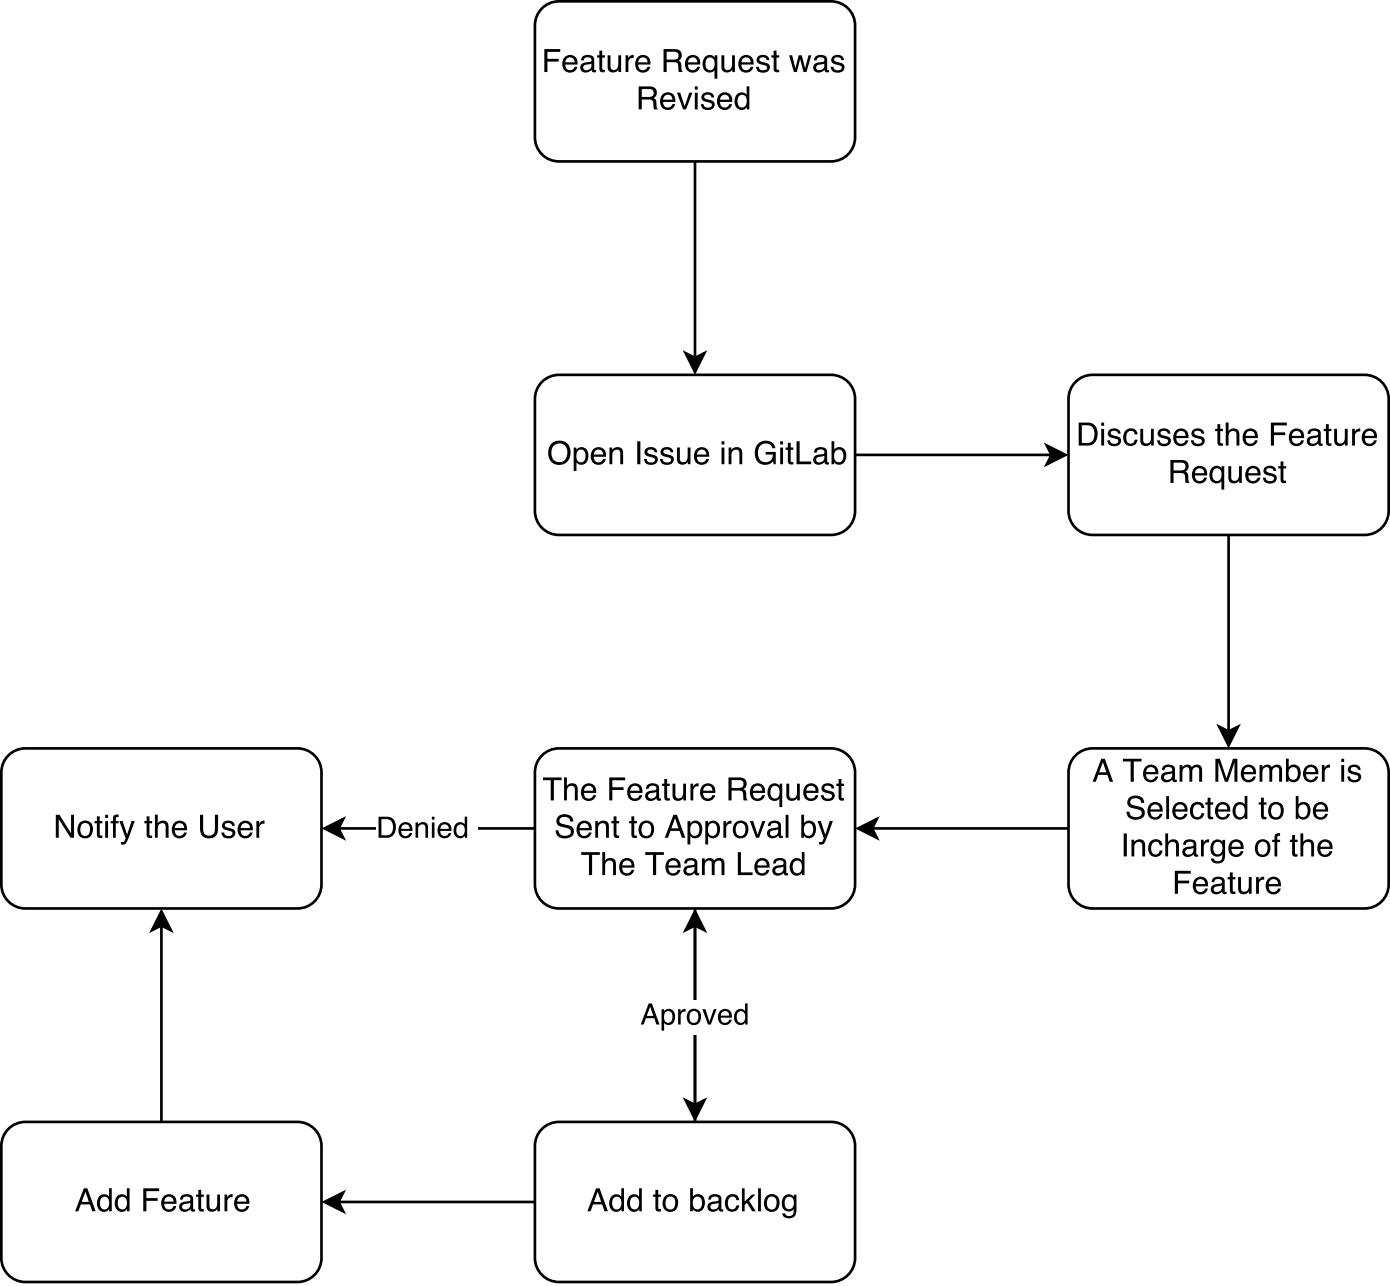 Feature Request was
Revised
Open Issue in GitLab
Discuses the Feature
Request
Notify the User
Denied
The Feature Request
Sent to Approval by
The Team Lead
A Team Member is
Selected to be
Incharge of the
Feature
Aproved
Add Feature
Add to backlog